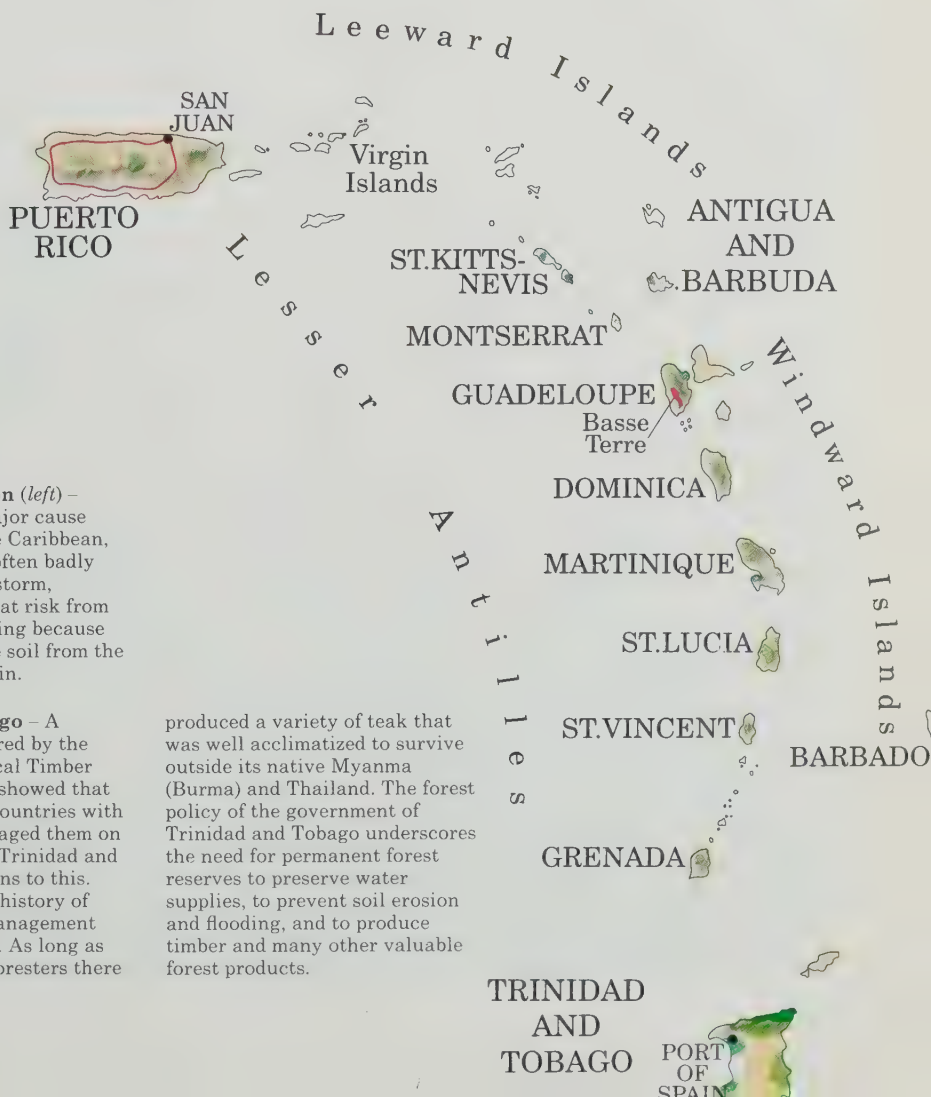 Leeward Islands
SAN
JUAN
Virgin
Islands
PUERTO
RICO
ANTIGUA
AND
BARBUDA
ST.KITTS-
NEVIS
Lesser Antilles
MONTSERRAT
Windward Islands
GUADELOUPE
Basse
Terre
DOMINICA
MARTINIQUE
ST.LUCIA
ST.VINCENT
BARBADO
GRENADA
TRINIDAD
AND
TOBAGO
PORT
OF
SPAIN
n (left) –
jor cause
e Caribbean,
ften badly
storm,
at risk from
ing because
e soil from the
in.
go – A
red by the
cal Timber
showed that
ountries with
aged them on
Trinidad and
ns to this.
history of
anagement
. As long as
oresters there
produced a variety of teak that
was well acclimatized to survive
outside its native Myanma
(Burma) and Thailand. The forest
policy of the government of
Trinidad and Tobago underscores
the need for permanent forest
reserves to preserve water
supplies, to prevent soil erosion
and flooding, and to produce
timber and many other valuable
forest products.